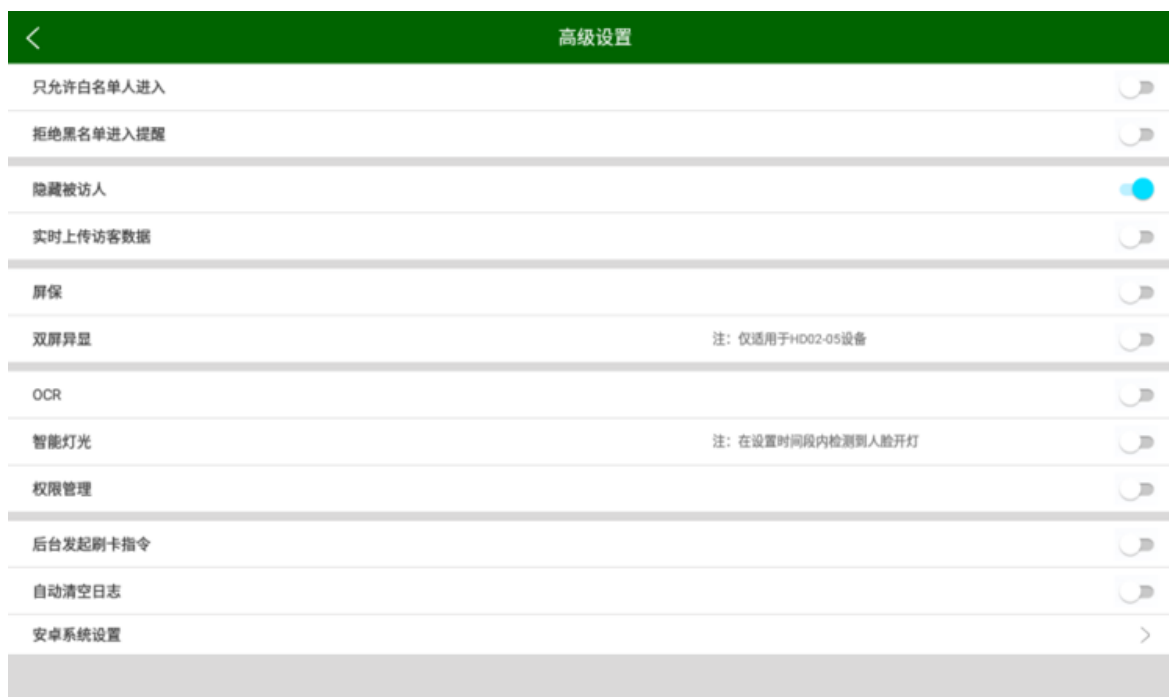 高级设置
只允许白名单人进入
拒绝黑名单进入提醒
隐藏被访人
实时上传访客数据
屏保
双屏异显 注：仅适用于HD02-05设备
OCR
智能灯光 注：在设置时间段内检测到人脸开灯
权限管理
后台发起刷卡指令
自动清空日志
安卓系统设置